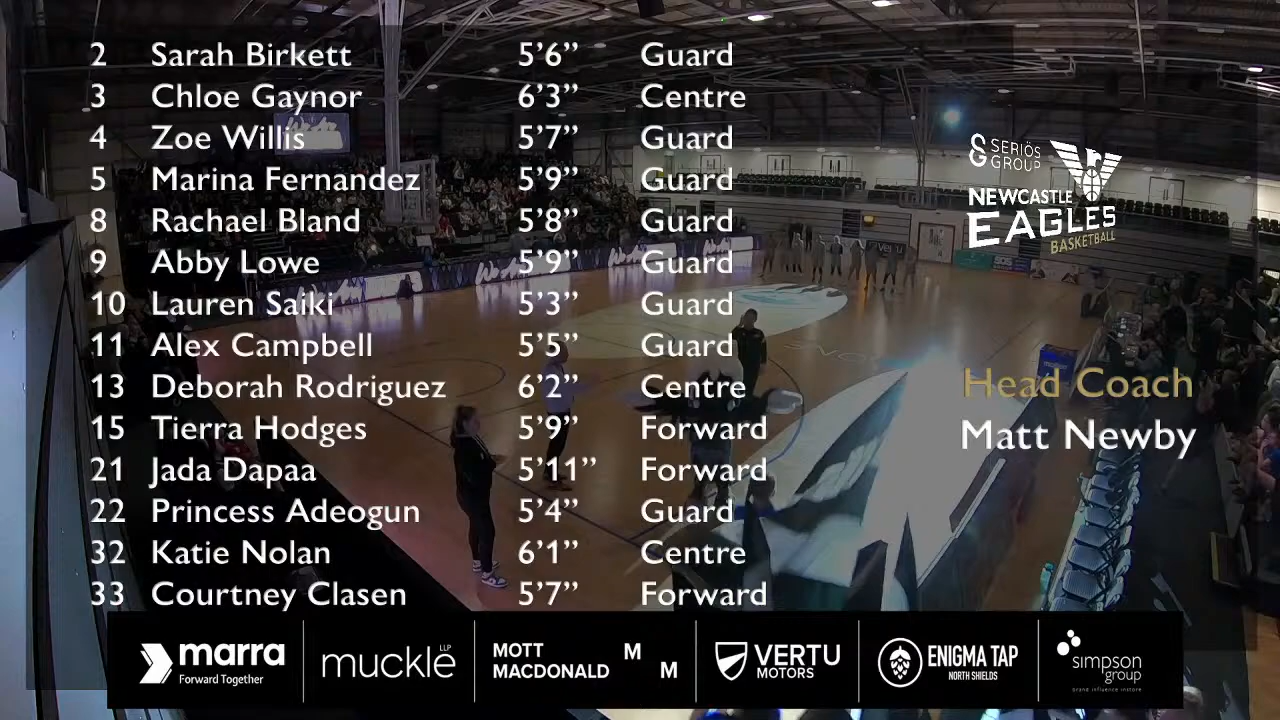 2 Sarah Birkett 5’6” Guard
3 Chloe Gaynor 6’3” Centre
4 Zoe Willis 5’7” Guard
5 Marina Fernandez 5’9” Guard
8 Rachael Bland 5’8” Guard
9 Abby Lowe 5’9” Guard
10 Lauren Saiki 5’3” Guard
11 Alex Campbell 5’5” Guard
13 Deborah Rodriguez 6’2” Centre
15 Tierra Hodges 5’9” Forward
21 Jada Dapaa 5’11” Forward
22 Princess Adeogun 5’4” Guard
32 Katie Nolan 6’1” Centre
33 Courtney Clasen 5’7” Forward
SERIÖS
GROUP
NEWCASTLE
EAGLES
BASKETBALL
Head Coach
Matt Newby
marra
Forward Together
muckle LLP
MOTT
MACDONALD
M
M
VERTU
MOTORS
ENIGMA TAP
NORTH SHIELDS
simpson
group
brand influence instore